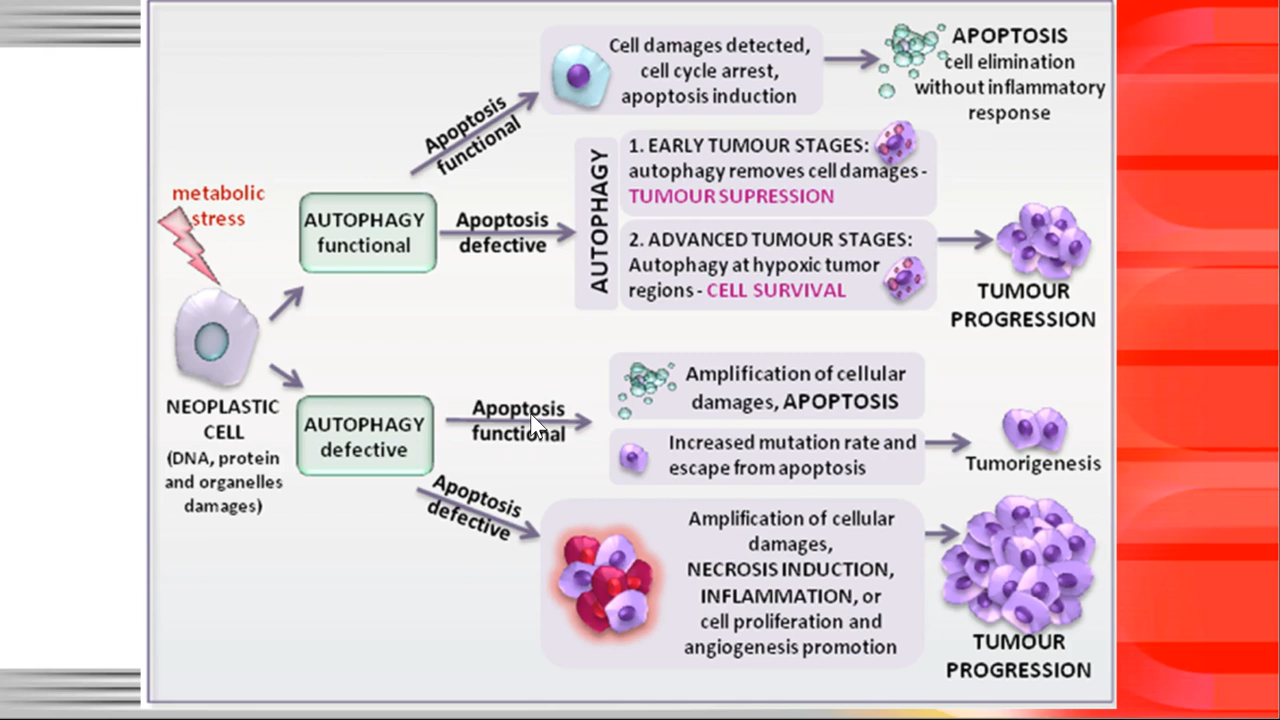 metabolic
stress
NEOPLASTIC
CELL
(DNA, protein
and organelles
damages)
AUTOPHAGY
functional
Apoptosis
functional
Cell damages detected,
cell cycle arrest,
apoptosis induction
APOPTOSIS
cell elimination
without inflammatory
response
Apoptosis
defective
AUTOPHAGY
1. EARLY TUMOUR STAGES:
autophagy removes cell damages -
TUMOUR SUPRESSION
2. ADVANCED TUMOUR STAGES:
Autophagy at hypoxic tumor
regions - CELL SURVIVAL
TUMOUR
PROGRESSION
AUTOPHAGY
defective
Apoptosis
functional
Amplification of cellular
damages, APOPTOSIS
Increased mutation rate and
escape from apoptosis
Tumorigenesis
Apoptosis
defective
Amplification of cellular
damages,
NECROSIS INDUCTION,
INFLAMMATION, or
cell proliferation and
angiogenesis promotion
TUMOUR
PROGRESSION